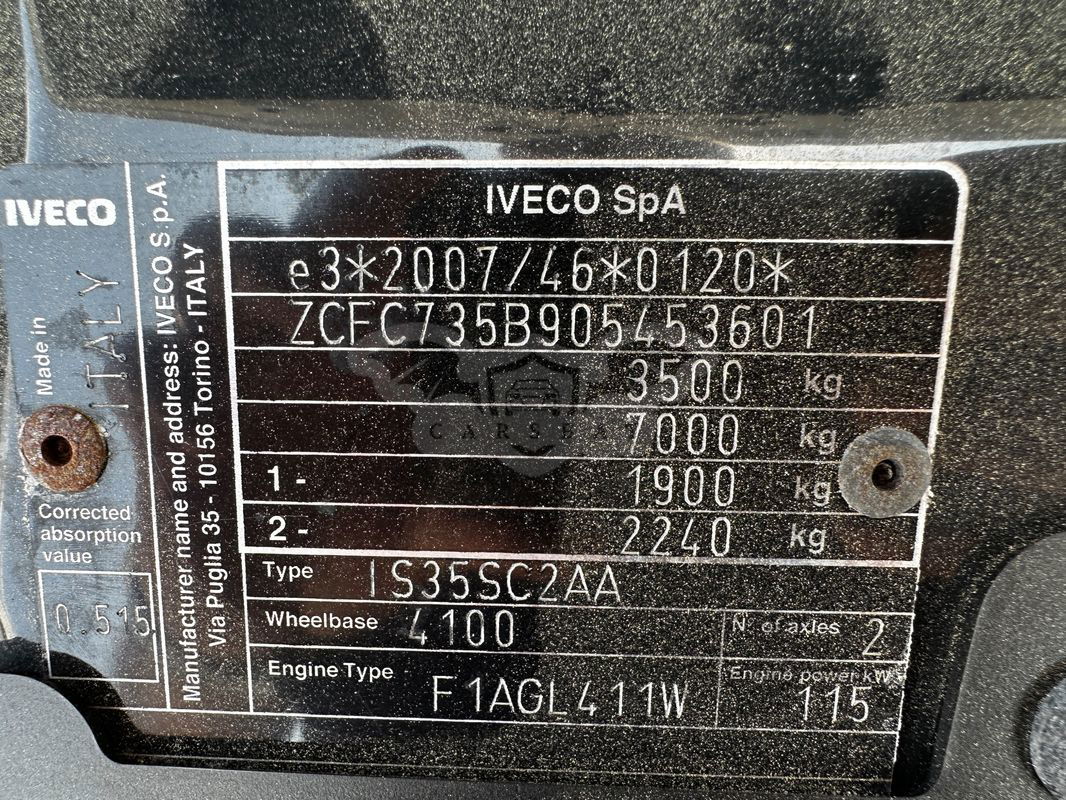 IVECO
Made in
ITALY
Corrected
absorption
value
0.515
Manufacturer name and address: IVECO S.p.A.
Via Puglia 35 - 10156 Torino - ITALY
IVECO SpA
e3*2007/46*0120*
ZCFC735B905453601
3500 kg
7000 kg
1- 1900 kg
2- 2240 kg
Type IS35SC2AA
Wheelbase 4100
N. of axles 2
Engine Type F1AGL411W
Engine power kW 115